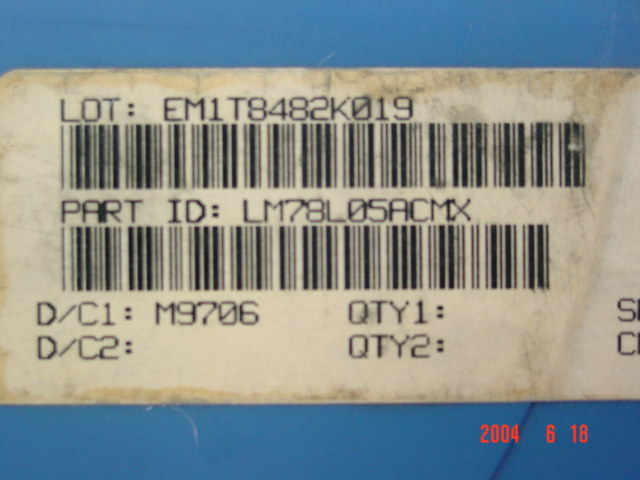 LOT: EM1T8482K019
PART ID: LM78L05ACMX
D/C1: M9706 QTY1:
D/C2: QTY2:
2004 6 18